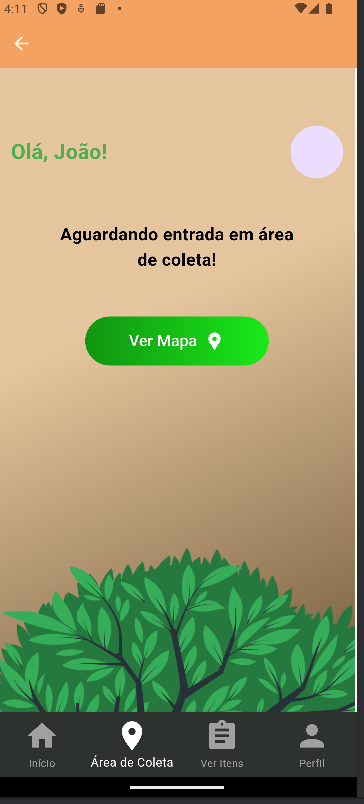 4:11
Olá, João!
Aguardando entrada em área
de coleta!
Ver Mapa
Início
Área de Coleta
Ver Itens
Perfil